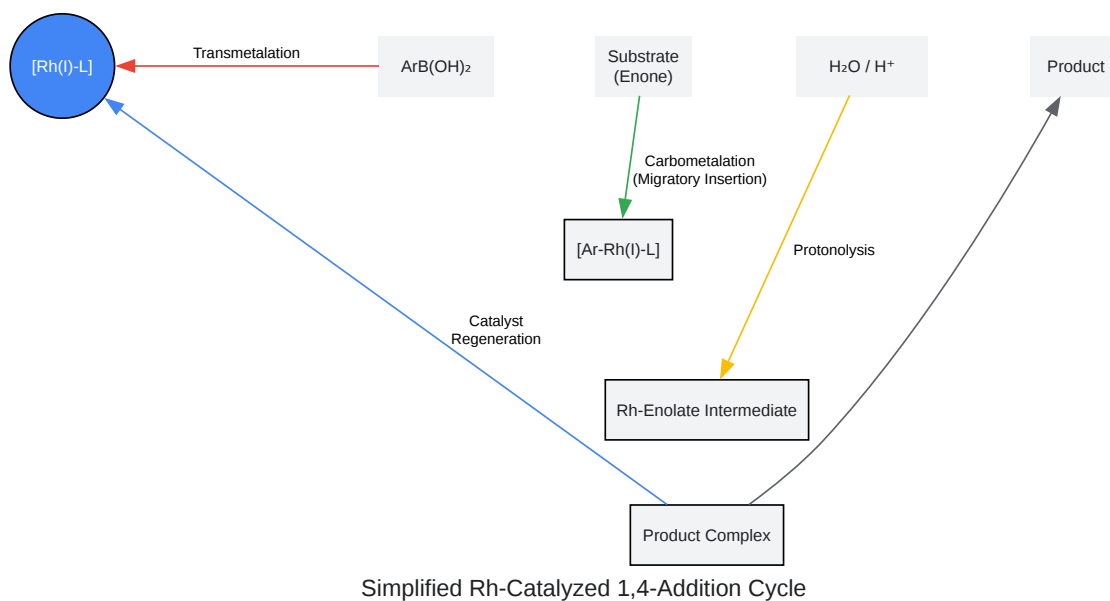 [Rh(I)-L]
Transmetalation
ArB(OH)₂
Substrate
(Enone)
H₂O / H⁺
Product
Carbometalation
(Migratory Insertion)
[Ar-Rh(I)-L]
Protonolysis
Catalyst
Regeneration
Rh-Enolate Intermediate
Product Complex
Simplified Rh-Catalyzed 1,4-Addition Cycle